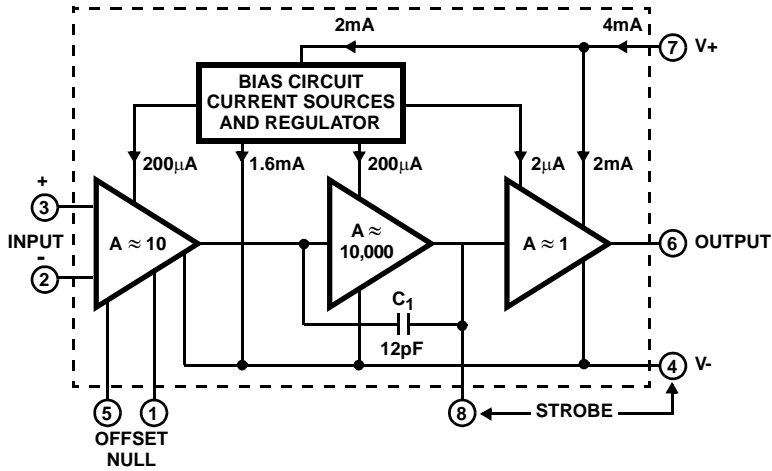 2mA
4mA
7
V+
BIAS CIRCUIT
CURRENT SOURCES
AND REGULATOR
200μA
1.6mA
200μA
2μA
2mA
+
3
INPUT
-
2
A ≈ 10
A ≈
10,000
A ≈ 1
6
OUTPUT
C1
12pF
4
V-
5
1
8
STROBE
OFFSET
NULL